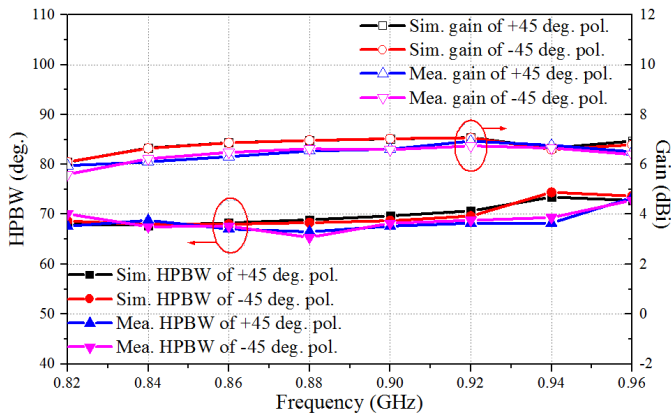 110
100
90
80
70
60
50
40
HPBW (deg.)
12
10
8
6
4
2
0
-2
Gain (dBi)
Sim. gain of +45 deg. pol.
Sim. gain of -45 deg. pol.
Mea. gain of +45 deg. pol.
Mea. gain of -45 deg. pol.
Sim. HPBW of +45 deg. pol.
Sim. HPBW of -45 deg. pol.
Mea. HPBW of +45 deg. pol.
Mea. HPBW of -45 deg. pol.
0.82 0.84 0.86 0.88 0.90 0.92 0.94 0.96
Frequency (GHz)